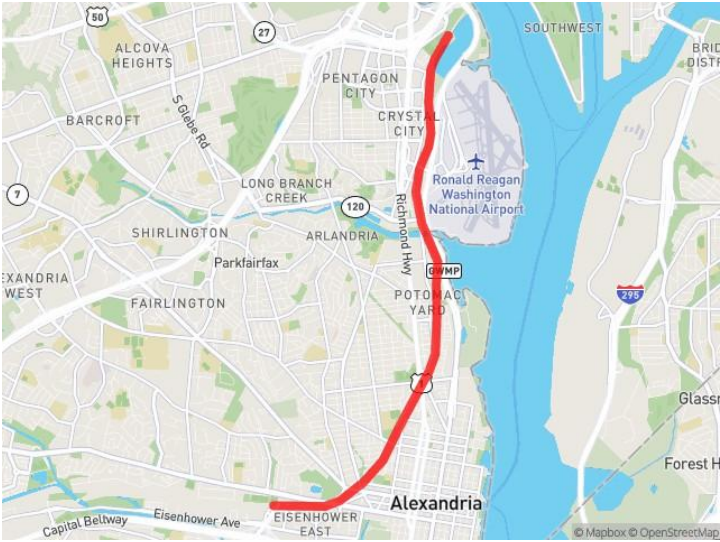 50
ALCOVA
HEIGHTS
27
SOUTHWEST
PENTAGON
CITY
S Glebe Rd
BARCROFT
CRYSTAL
CITY
7
LONG BRANCH
CREEK
120
Richmond Hwy
Ronald Reagan
Washington
National Airport
SHIRLINGTON
ARLANDRIA
Parkfairfax
GWMP
FAIRLINGTON
POTOMAC
YARD
295
1
Alexandria
Eisenhower Ave
EISENHOWER
EAST
Capital Beltway
© Mapbox © OpenStreetMap
BRID
DISTR
EXANDRIA
WEST
Glassm
Forest H